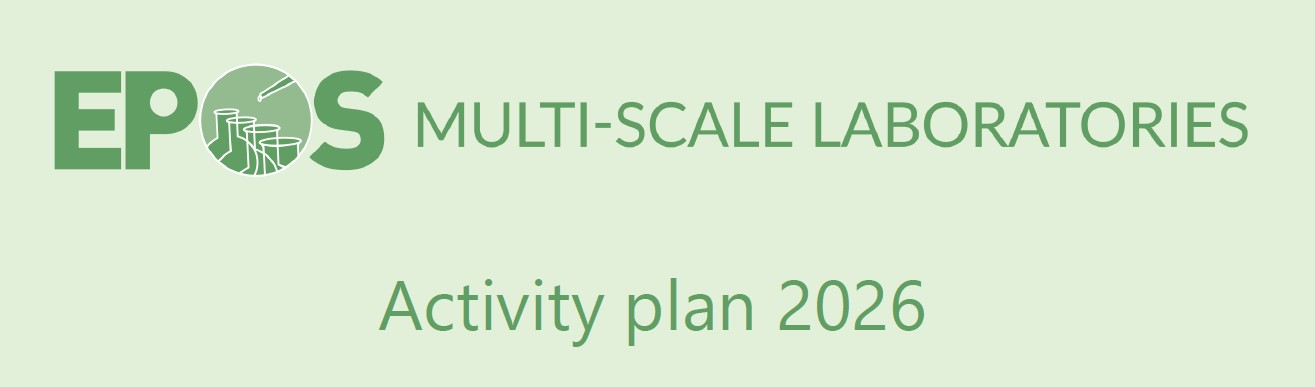 EPOS MULTI-SCALE LABORATORIES
Activity plan 2026